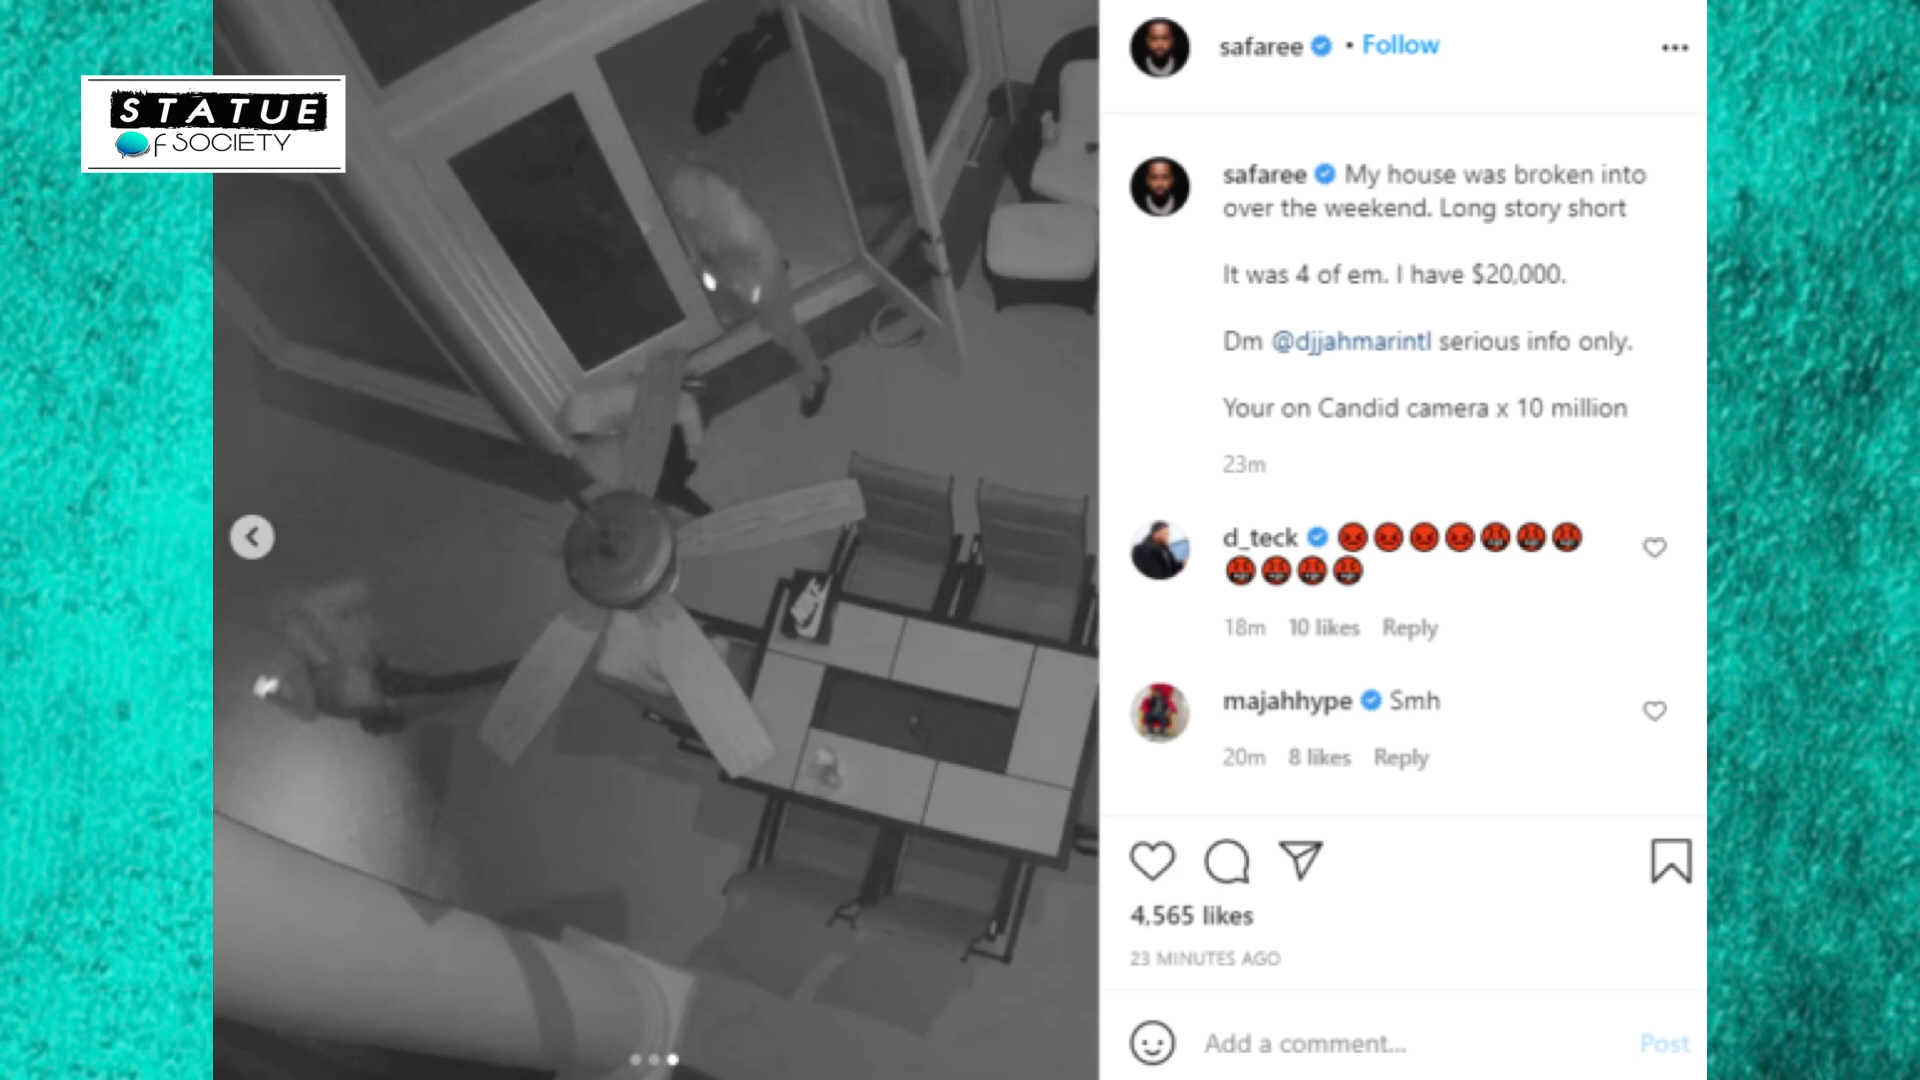 STATUE
OF SOCIETY
safaree • Follow
safaree My house was broken into
over the weekend. Long story short
It was 4 of em. I have $20,000.
Dm @djjahmarintl serious info only.
Your on Candid camera x 10 million
23m
d_teck
18m 10 likes Reply
majahhype Smh
20m 8 likes Reply
4,565 likes
23 MINUTES AGO
Add a comment... Post